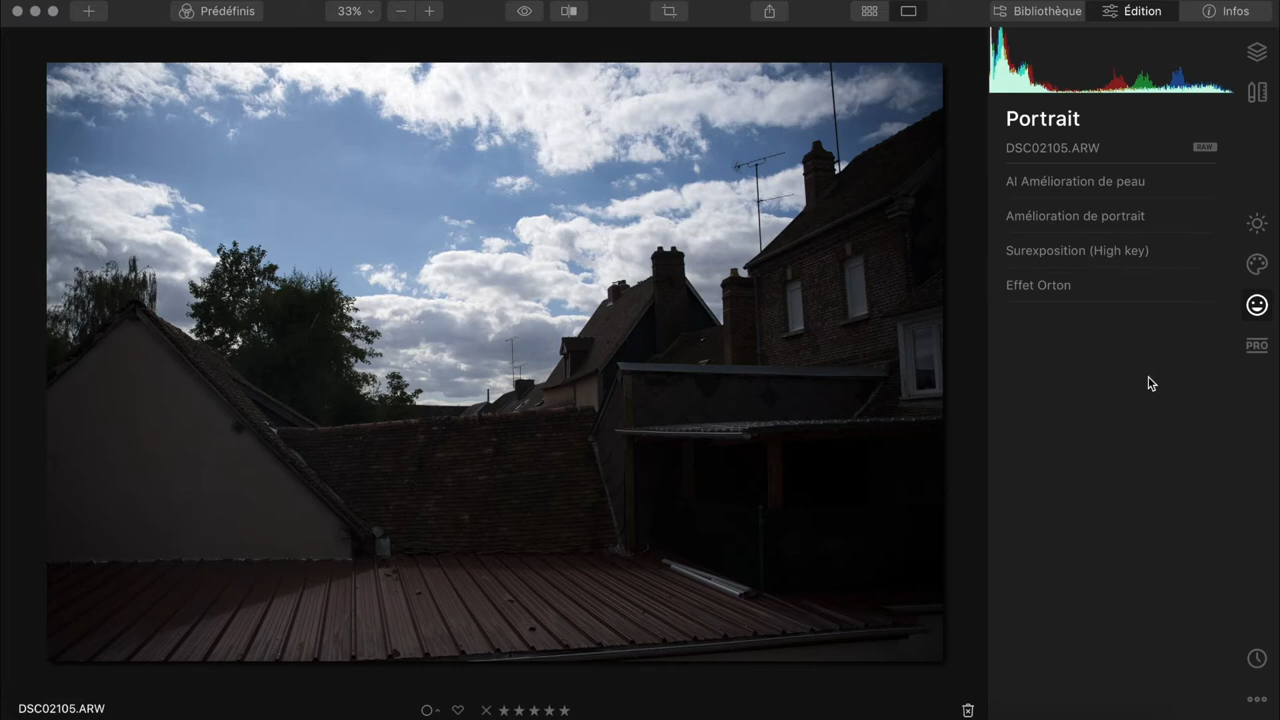 Prédéfinis
33%
Bibliothèque
Édition
Infos
Portrait
DSC02105.ARW
RAW
AI Amélioration de peau
Amélioration de portrait
Surexposition (High key)
Effet Orton
PRO
DSC02105.ARW